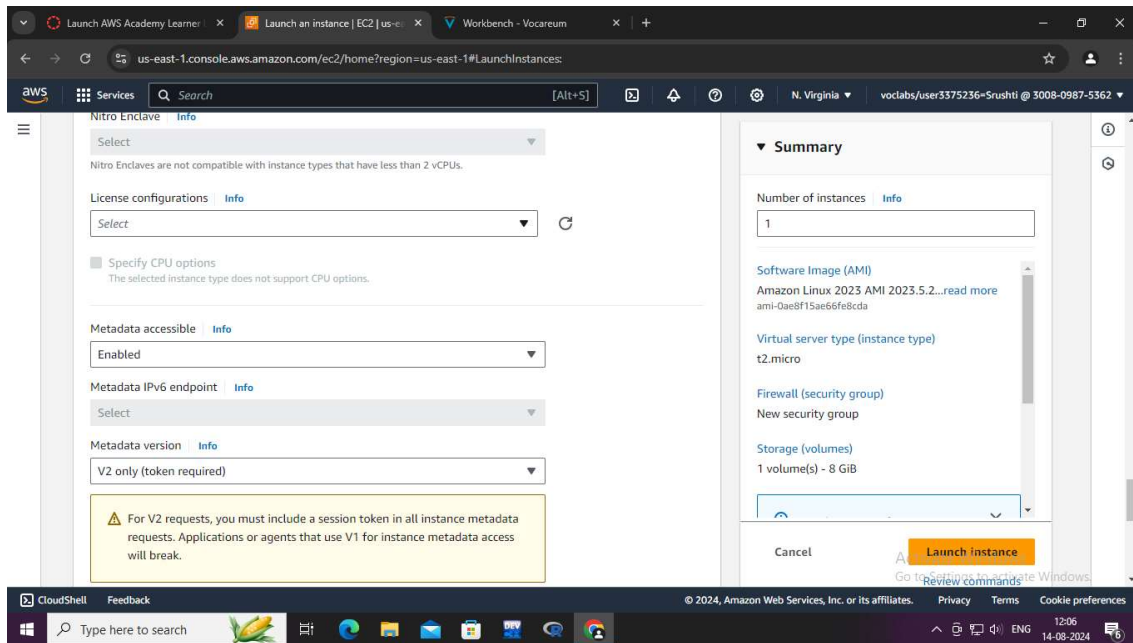 Launch AWS Academy Learner
Launch an instance | EC2 | us-ea
Workbench - Vocareum
us-east-1.console.aws.amazon.com/ec2/home?region=us-east-1#LaunchInstances:
aws
Services
Search
[Alt+S]
N. Virginia
voclabs/user3375236=Srushti @ 3008-0987-5362
Nitro Enclave Info
Select
Nitro Enclaves are not compatible with instance types that have less than 2 vCPUs.
License configurations Info
Select
Specify CPU options
The selected instance type does not support CPU options.
Metadata accessible Info
Enabled
Metadata IPv6 endpoint Info
Select
Metadata version Info
V2 only (token required)
For V2 requests, you must include a session token in all instance metadata
requests. Applications or agents that use V1 for instance metadata access
will break.
Summary
Number of instances Info
1
Software Image (AMI)
Amazon Linux 2023 AMI 2023.5.2...read more
ami-0ae8f15ae66fe8cda
Virtual server type (instance type)
t2.micro
Firewall (security group)
New security group
Storage (volumes)
1 volume(s) - 8 GiB
Cancel
Launch instance
Go to Settings to activate Windows.
Review commands
CloudShell Feedback
© 2024, Amazon Web Services, Inc. or its affiliates. Privacy Terms Cookie preferences
Type here to search
DEV
ENG
12:06
14-08-2024
6